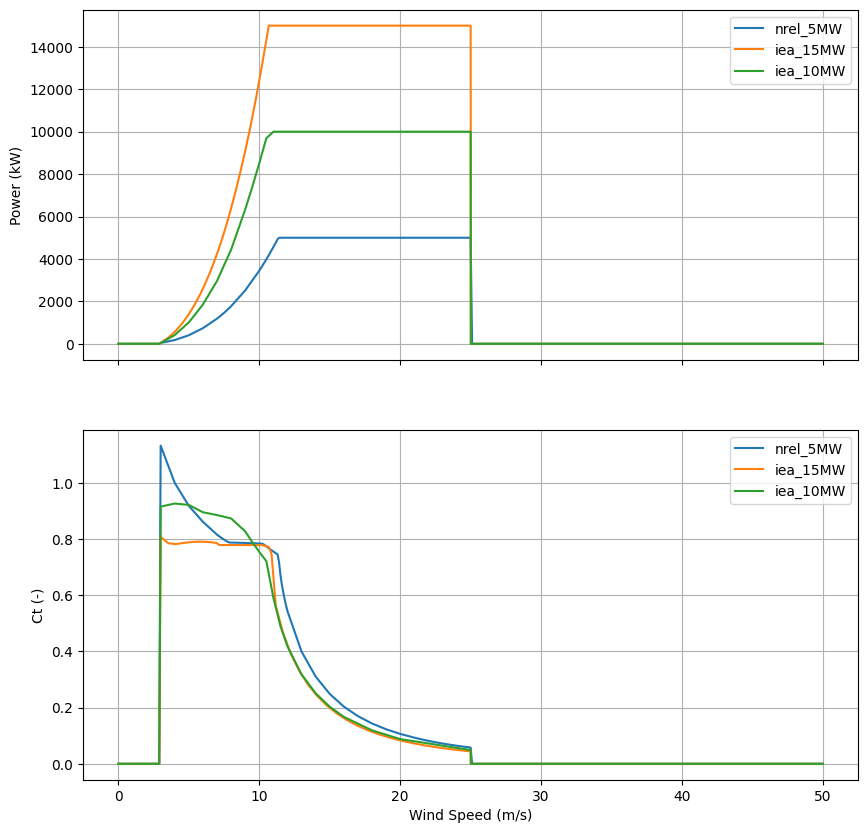 14000
12000
10000
8000
6000
4000
2000
0
Power (kW)
nrel_5MW
iea_15MW
iea_10MW
1.0
0.8
0.6
0.4
0.2
0.0
Ct (-)
nrel_5MW
iea_15MW
iea_10MW
0 10 20 30 40 50
Wind Speed (m/s)